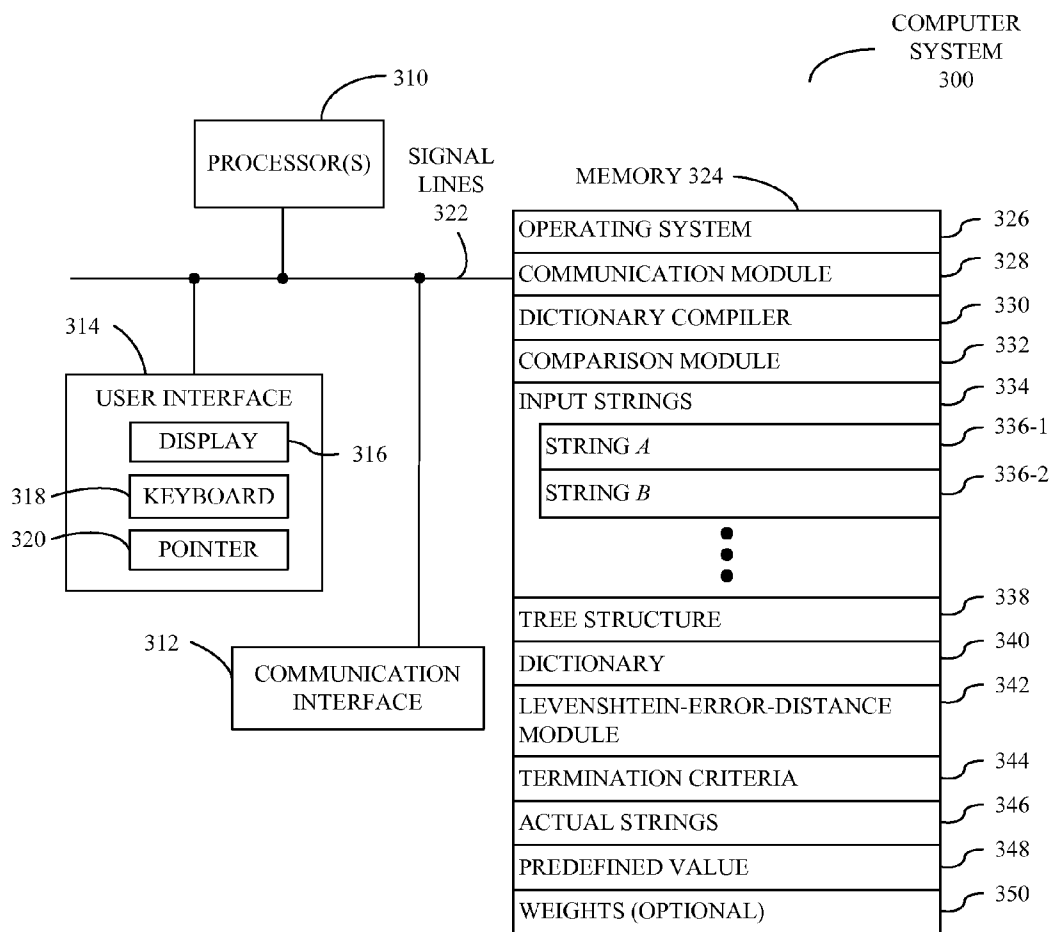 COMPUTER
SYSTEM
300
310
PROCESSOR(S)
SIGNAL
LINES
322
MEMORY 324
OPERATING SYSTEM
326
COMMUNICATION MODULE
328
DICTIONARY COMPILER
330
COMPARISON MODULE
332
INPUT STRINGS
334
STRING A
336-1
STRING B
336-2
314
USER INTERFACE
DISPLAY
316
318
KEYBOARD
320
POINTER
312
COMMUNICATION
INTERFACE
TREE STRUCTURE
338
DICTIONARY
340
LEVENSHTEIN-ERROR-DISTANCE
MODULE
342
TERMINATION CRITERIA
344
ACTUAL STRINGS
346
PREDEFINED VALUE
348
WEIGHTS (OPTIONAL)
350